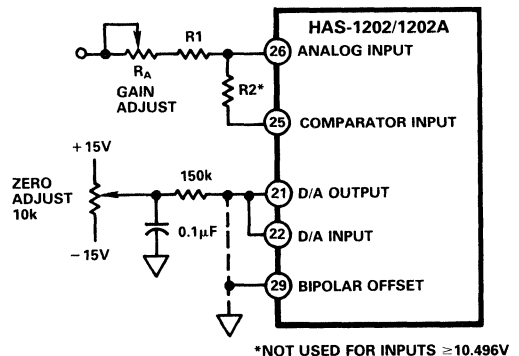 HAS-1202/1202A
R1
26 ANALOG INPUT
RA
GAIN
ADJUST
R2*
25 COMPARATOR INPUT
+15V
150k
ZERO
ADJUST
10k
21 D/A OUTPUT
0.1μF
22 D/A INPUT
−15V
29 BIPOLAR OFFSET
*NOT USED FOR INPUTS ≥10.496V